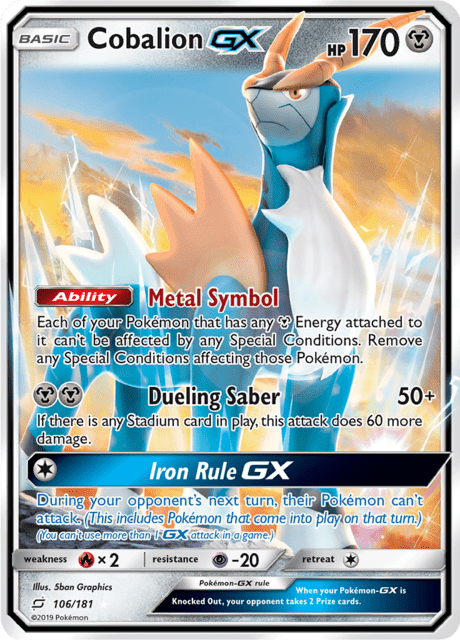 BASIC Cobalion GX HP 170
Ability Metal Symbol
Each of your Pokémon that has any Energy attached to
it can't be affected by any Special Conditions. Remove
any Special Conditions affecting those Pokémon.
Dueling Saber 50+
If there is any Stadium card in play, this attack does 60 more
damage.
Iron Rule GX
During your opponent's next turn, their Pokémon can't
attack. (This includes Pokémon that come into play on that turn.)
(You can't use more than 1 GX attack in a game.)
weakness × 2 resistance -20 retreat
Illus. 5ban Graphics
Pokémon-GX rule
When your Pokémon-GX is
Knocked Out, your opponent takes 2 Prize cards.
106/181
©2019 Pokémon